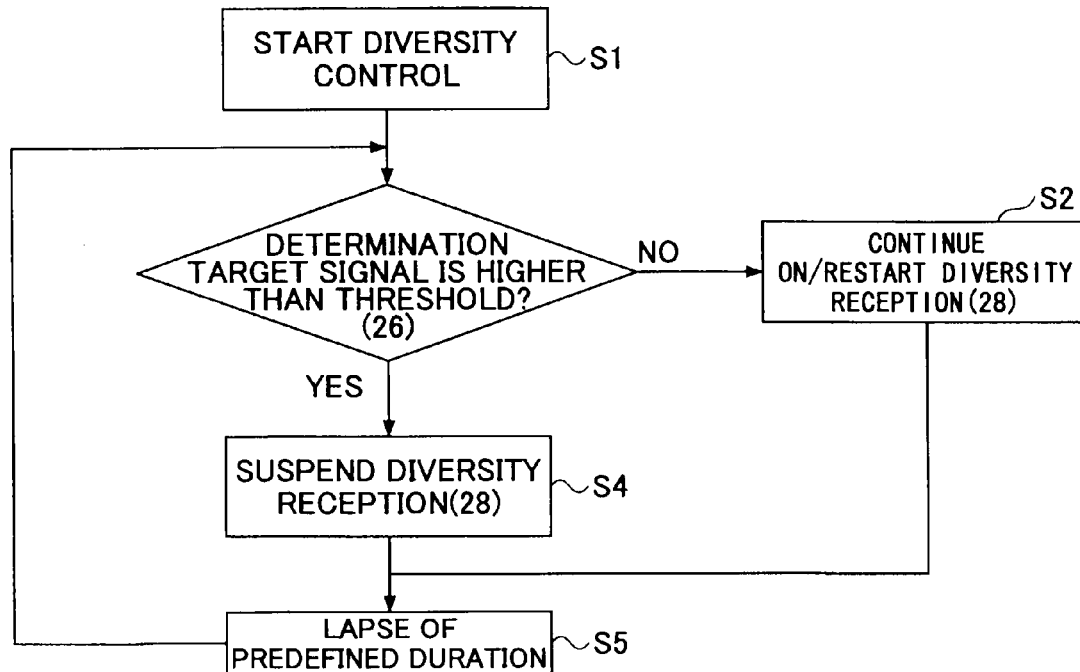 START DIVERSITY
CONTROL
S1
DETERMINATION
TARGET SIGNAL IS HIGHER
THAN THRESHOLD?
(26)
NO
S2
CONTINUE
ON/RESTART DIVERSITY
RECEPTION(28)
YES
SUSPEND DIVERSITY
RECEPTION(28)
S4
LAPSE OF
PREDEFINED DURATION
S5